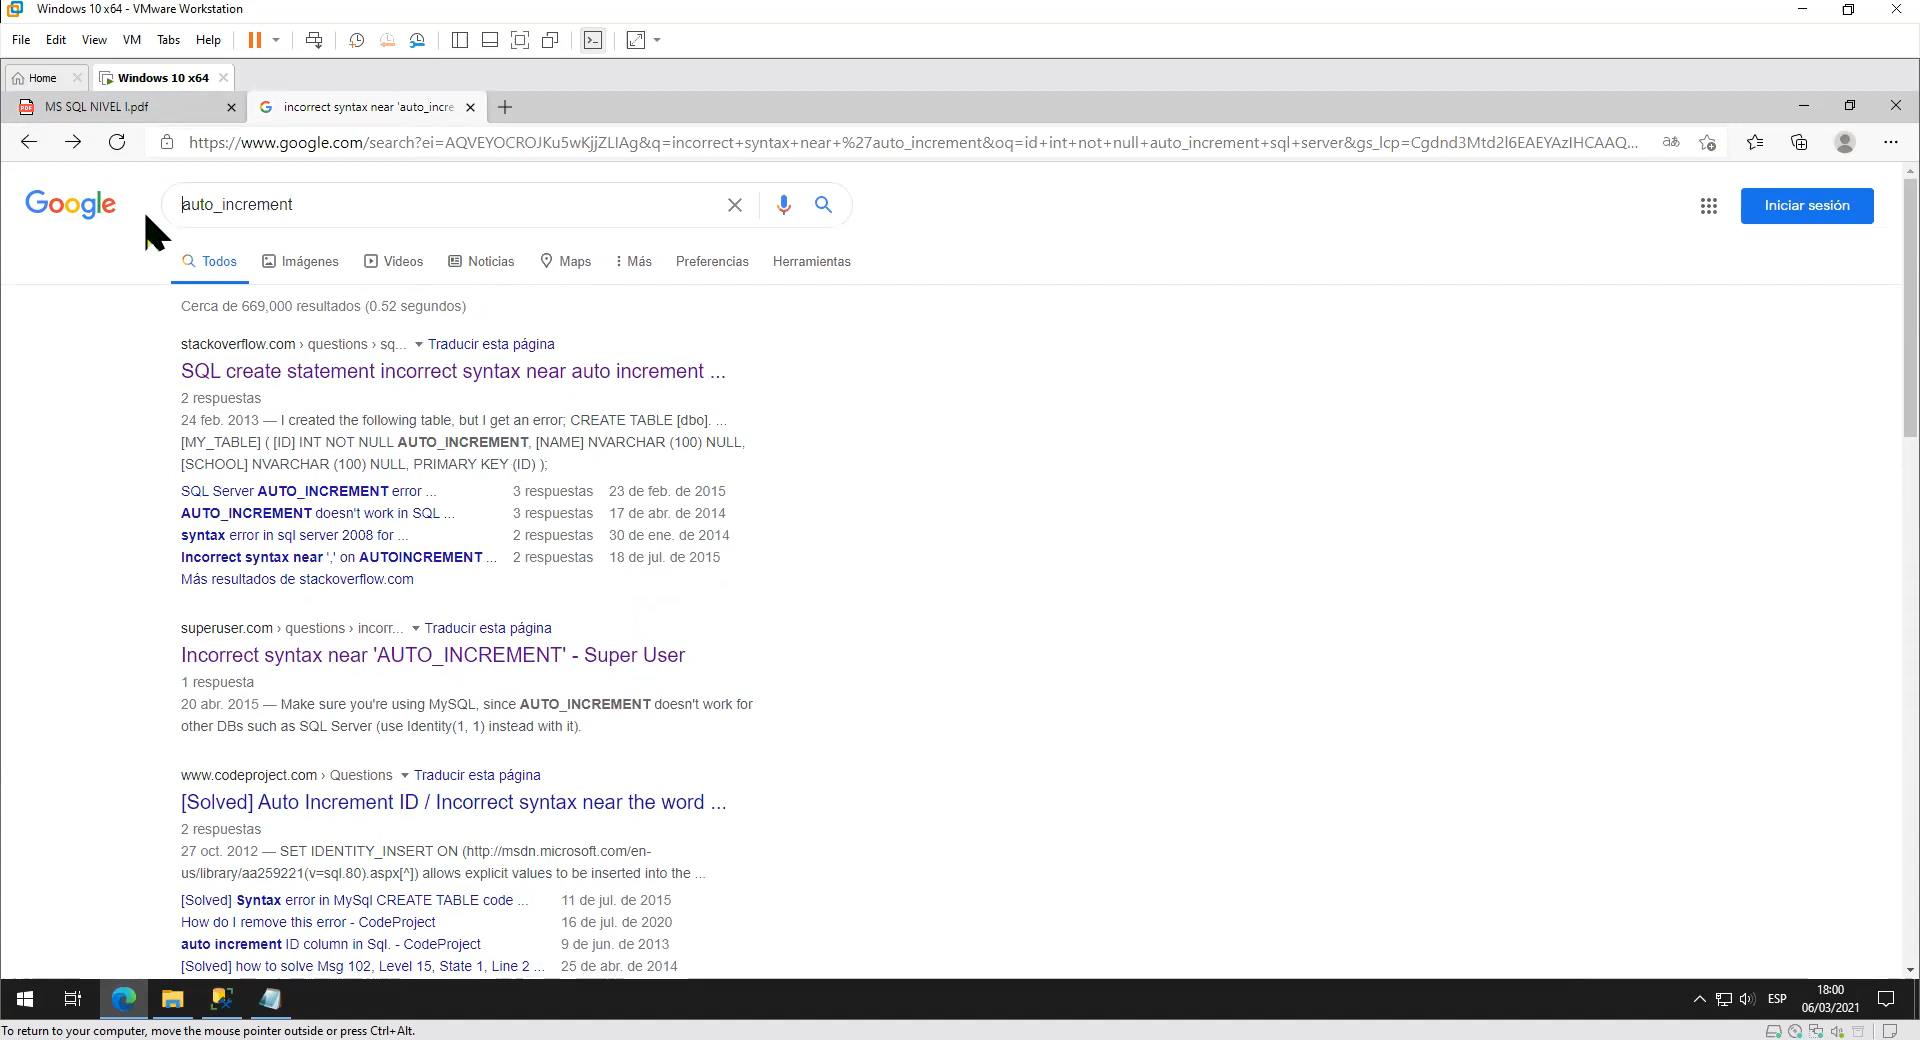 Windows 10 x64 - VMware Workstation
File Edit View VM Tabs Help
Home Windows 10 x64
MS SQL NIVEL I.pdf incorrect syntax near 'auto_incre
https://www.google.com/search?ei=AQVEYOCROJKu5wKjjZLIAg&q=incorrect+syntax+near+%27auto_increment&oq=id+int+not+null+auto_increment+sql+server&gs_lcp=Cgdnd3Mtd2l6EAEYAzIHCAAQ...
Google auto_increment Iniciar sesión
Todos Imágenes Videos Noticias Maps Más Preferencias Herramientas
Cerca de 669,000 resultados (0.52 segundos)
stackoverflow.com › questions › sq... Traducir esta página
SQL create statement incorrect syntax near auto increment ...
2 respuestas
24 feb. 2013 — I created the following table, but I get an error; CREATE TABLE [dbo]. ...
[MY_TABLE] ( [ID] INT NOT NULL AUTO_INCREMENT, [NAME] NVARCHAR (100) NULL,
[SCHOOL] NVARCHAR (100) NULL, PRIMARY KEY (ID) );
SQL Server AUTO_INCREMENT error ... 3 respuestas 23 de feb. de 2015
AUTO_INCREMENT doesn't work in SQL ... 3 respuestas 17 de abr. de 2014
syntax error in sql server 2008 for ... 2 respuestas 30 de ene. de 2014
Incorrect syntax near ',' on AUTOINCREMENT ... 2 respuestas 18 de jul. de 2015
Más resultados de stackoverflow.com
superuser.com › questions › incorr... Traducir esta página
Incorrect syntax near 'AUTO_INCREMENT' - Super User
1 respuesta
20 abr. 2015 — Make sure you're using MySQL, since AUTO_INCREMENT doesn't work for
other DBs such as SQL Server (use Identity(1, 1) instead with it).
www.codeproject.com › Questions Traducir esta página
[Solved] Auto Increment ID / Incorrect syntax near the word ...
2 respuestas
27 oct. 2012 — SET IDENTITY_INSERT ON (http://msdn.microsoft.com/en-
us/library/aa259221(v=sql.80).aspx[^]) allows explicit values to be inserted into the ...
[Solved] Syntax error in MySql CREATE TABLE code ... 11 de jul. de 2015
How do I remove this error - CodeProject 16 de jul. de 2020
auto increment ID column in Sql. - CodeProject 9 de jun. de 2013
[Solved] how to solve Msg 102, Level 15, State 1, Line 2 ... 25 de abr. de 2014
ESP 18:00
06/03/2021
To return to your computer, move the mouse pointer outside or press Ctrl+Alt.